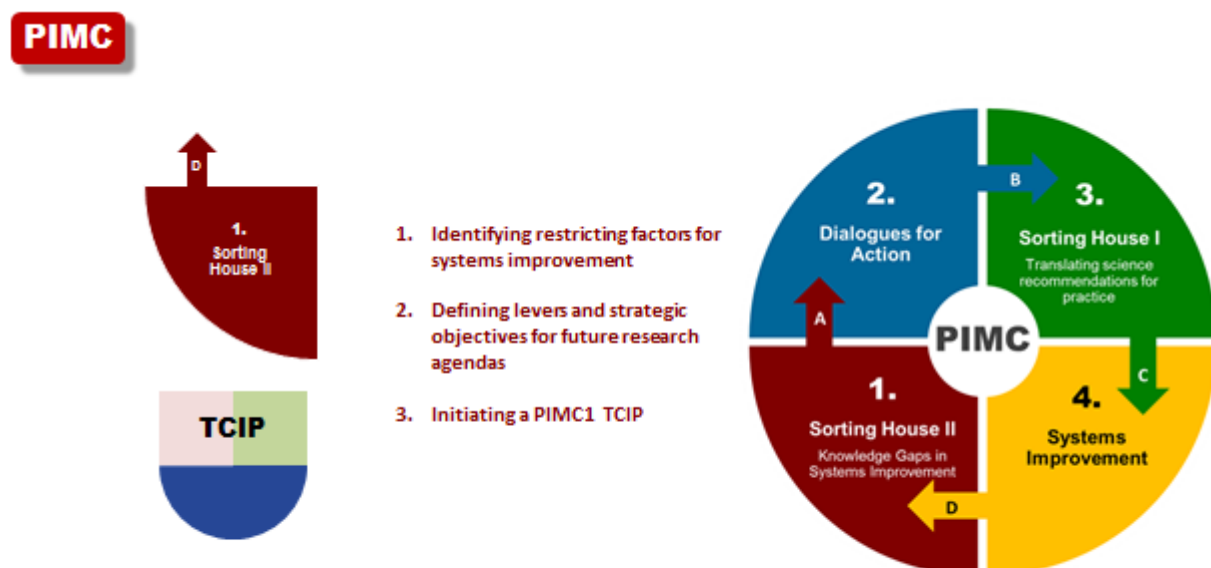 PIMC
D
1.
Sorting
House II
TCIP
1. Identifying restricting factors for
systems improvement
2. Defining levers and strategic
objectives for future research
agendas
3. Initiating a PIMC1 TCIP
2.
Dialogues for
Action
B
3.
Sorting House I
Translating science
recommendations for
practice
A
PIMC
C
1.
Sorting House II
Knowledge Gaps in
Systems Improvement
D
4.
Systems
Improvement